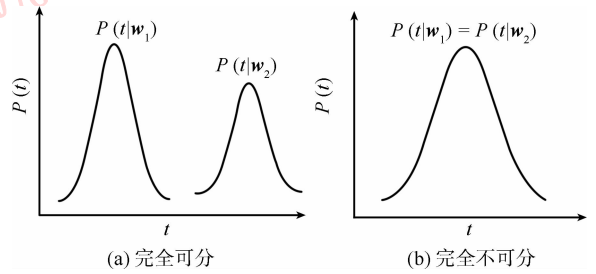 P(t|w₁)
P(t|w₂)
P(t)
t
(a) 完全可分
P(t|w₁) = P(t|w₂)
P(t)
t
(b) 完全不可分